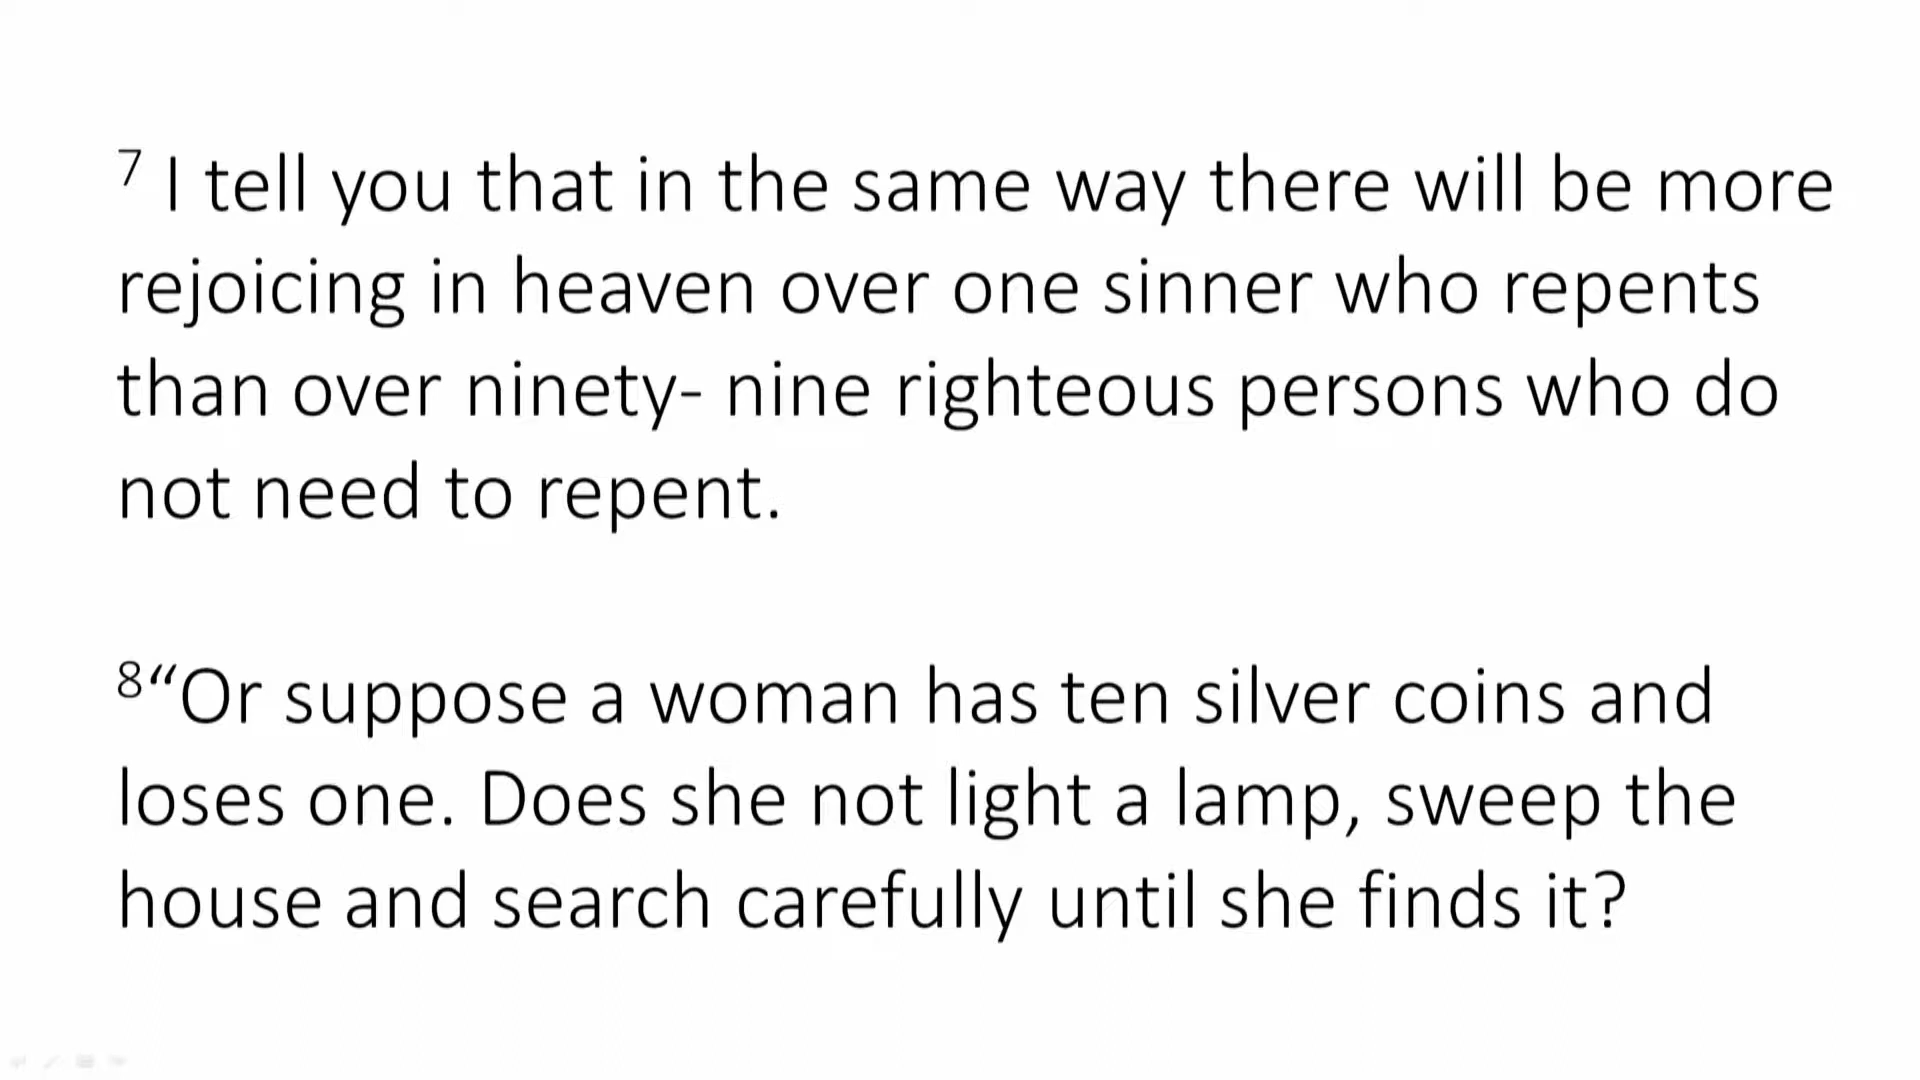 7 I tell you that in the same way there will be more
rejoicing in heaven over one sinner who repents
than over ninety- nine righteous persons who do
not need to repent.
8“Or suppose a woman has ten silver coins and
loses one. Does she not light a lamp, sweep the
house and search carefully until she finds it?